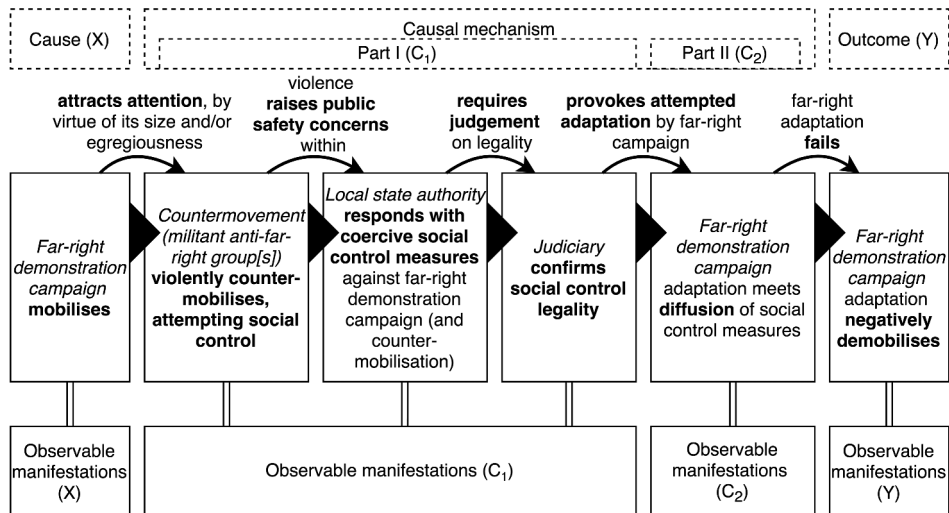 Cause (X)
Causal mechanism
Part I (C₁)
Part II (C₂)
Outcome (Y)
attracts attention, by
virtue of its size and/or
egregiousness
violence
raises public
safety concerns
within
requires
judgement
on legality
provokes attempted
adaptation by far-right
campaign
far-right
adaptation
fails
Far-right
demonstration
campaign
mobilises
Countermovement
(militant anti-far-
right group[s])
violently counter-
mobilises,
attempting social
control
Local state authority
responds with
coercive social
control measures
against far-right
demonstration
campaign (and
counter-
mobilisation)
Judiciary
confirms
social control
legality
Far-right
demonstration
campaign
adaptation meets
diffusion of social
control measures
Far-right
demonstration
campaign
adaptation
negatively
demobilises
Observable
manifestations
(X)
Observable manifestations (C₁)
Observable
manifestations
(C₂)
Observable
manifestations
(Y)